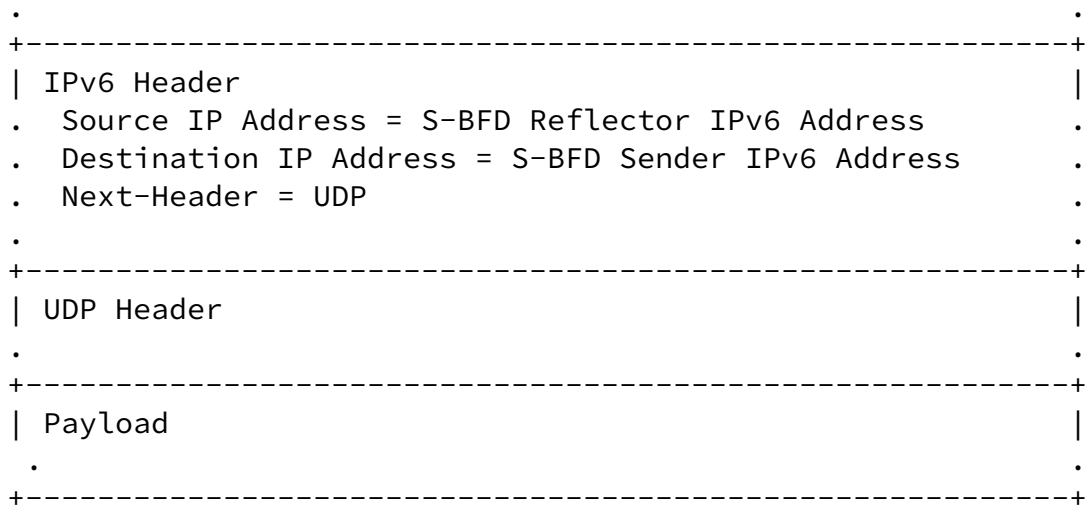 .                                                           .
+-----------------------------------------------------------+
| IPv6 Header                                               |
.  Source IP Address = S-BFD Reflector IPv6 Address         .
.  Destination IP Address = S-BFD Sender IPv6 Address       .
.  Next-Header = UDP                                        .
.                                                           .
+-----------------------------------------------------------+
| UDP Header                                                |
.                                                           .
+-----------------------------------------------------------+
| Payload                                                   |
 .                                                          .
+-----------------------------------------------------------+